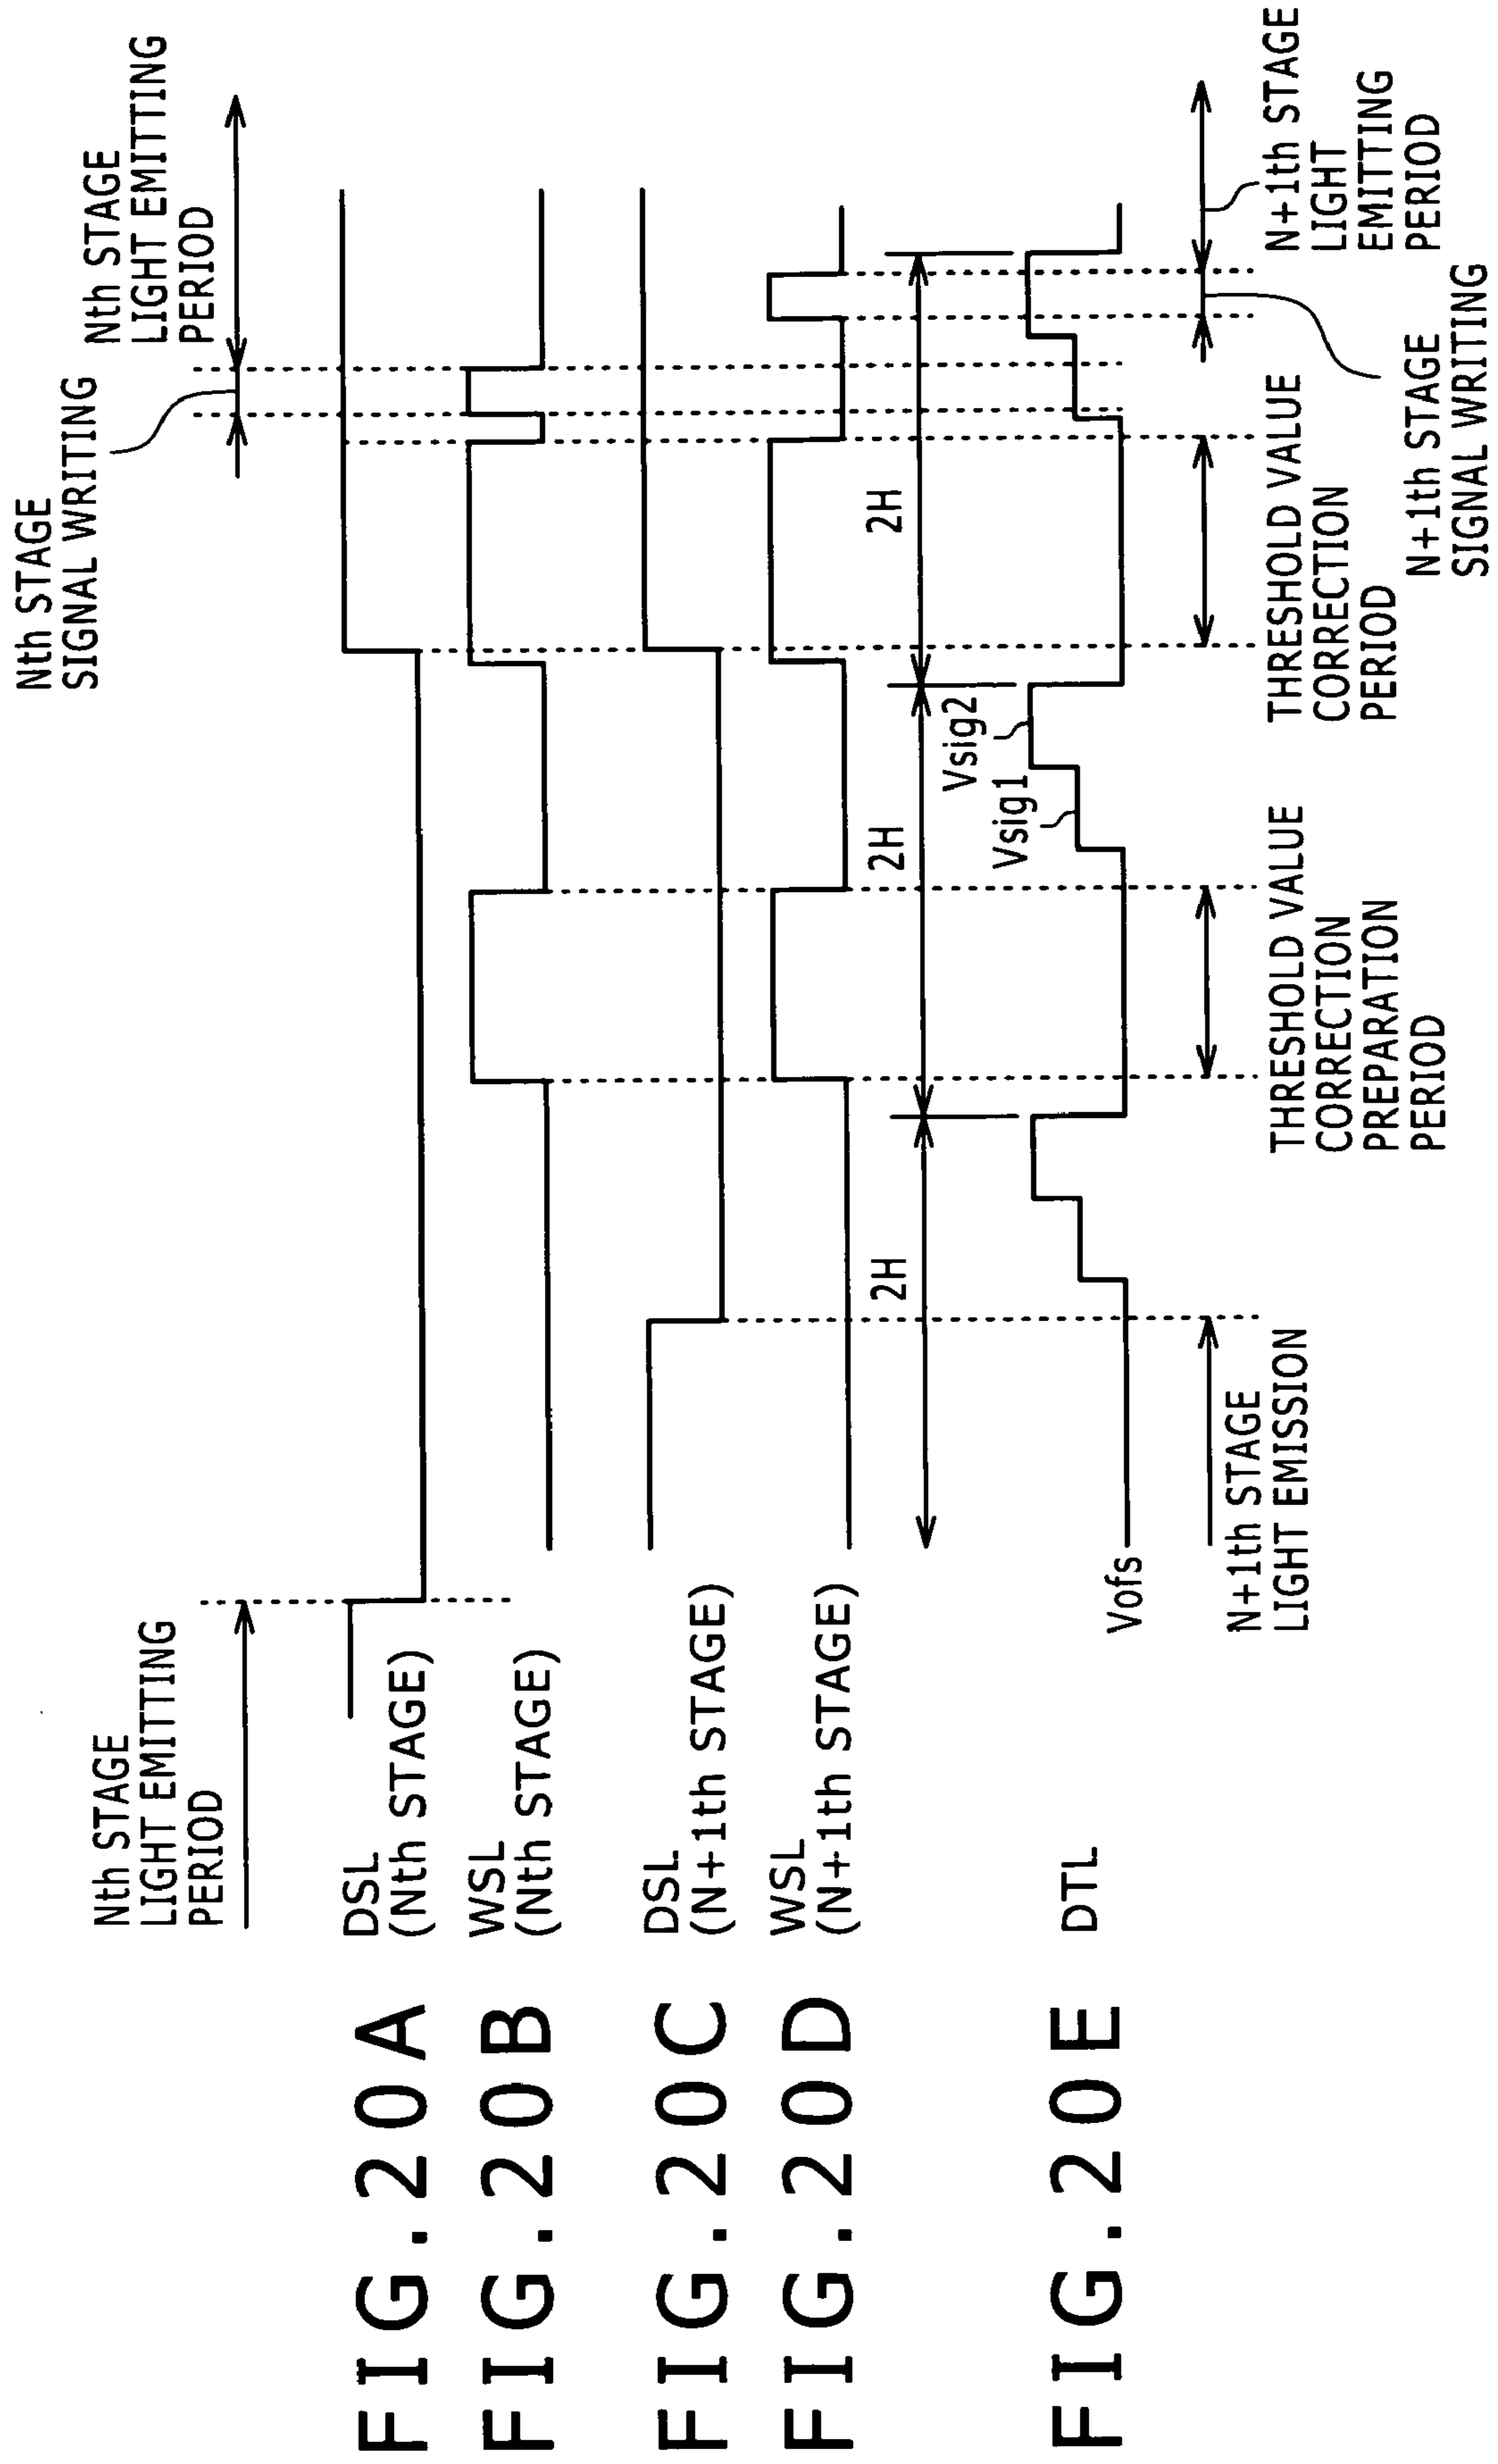 Nth STAGE
LIGHT EMITTING
PERIOD
Nth STAGE
SIGNAL WRITING
Nth STAGE
LIGHT EMITTING
PERIOD
FIG.20A
DSL
(Nth STAGE)
FIG.20B
WSL
(Nth STAGE)
FIG.20C
DSL
(N+1th STAGE)
FIG.20D
WSL
(N+1th STAGE)
2H
2H
2H
FIG.20E
DTL
Vofs
Vsig1
Vsig2
N+1th STAGE
LIGHT EMISSION
THRESHOLD VALUE
CORRECTION
PREPARATION
PERIOD
THRESHOLD VALUE
CORRECTION
PERIOD
N+1th STAGE
SIGNAL WRITING
N+1th STAGE
LIGHT
EMITTING
PERIOD